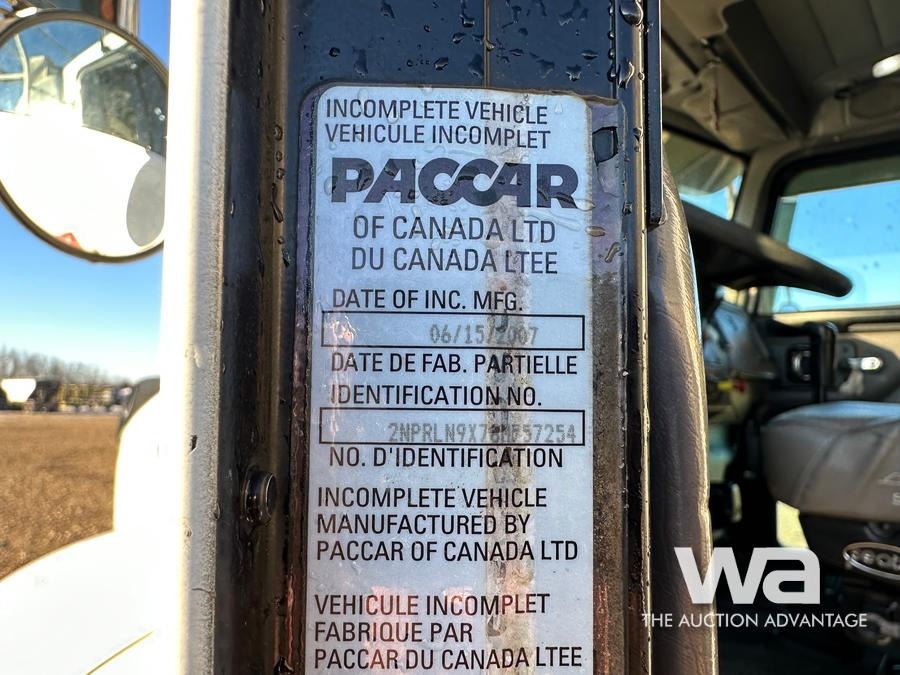 INCOMPLETE VEHICLE
VEHICULE INCOMPLET
PACCAR
OF CANADA LTD
DU CANADA LTEE
DATE OF INC. MFG.
06/15/2007
DATE DE FAB. PARTIELLE
IDENTIFICATION NO.
NO. D'IDENTIFICATION
INCOMPLETE VEHICLE
MANUFACTURED BY
PACCAR OF CANADA LTD
VEHICULE INCOMPLET
FABRIQUE PAR
PACCAR DU CANADA LTEE
wa
THE AUCTION ADVANTAGE